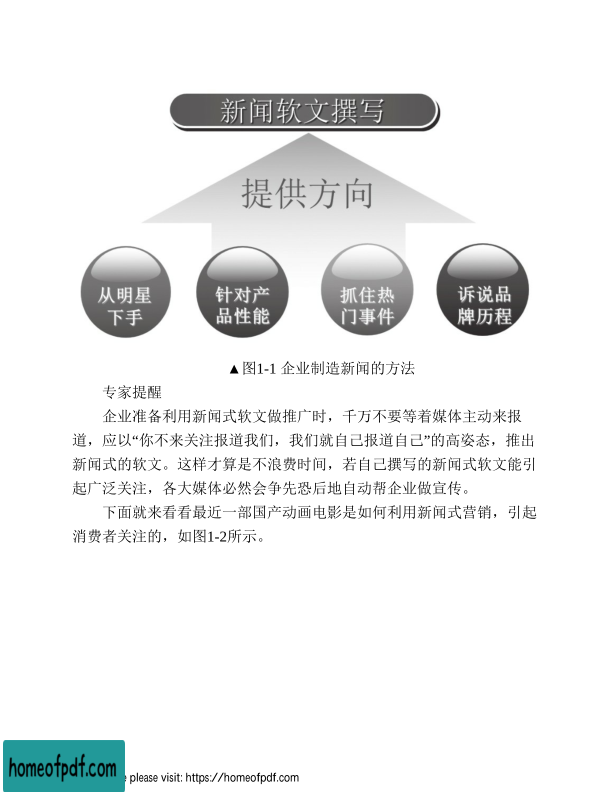 新闻软文撰写
提供方向
从明星
下手
针对产
品性能
抓住热
门事件
诉说品
牌历程
▲图1-1 企业制造新闻的方法
专家提醒
企业准备利用新闻式软文做推广时，千万不要等着媒体主动来报
道，应以“你不来关注报道我们，我们就自己报道自己”的高姿态，推出
新闻式的软文。这样才算是不浪费时间，若自己撰写的新闻式软文能引
起广泛关注，各大媒体必然会争先恐后地自动帮企业做宣传。
下面就来看看最近一部国产动画电影是如何利用新闻式营销，引起
消费者关注的，如图1-2所示。
homeofpdf.com
please visit: https://homeofpdf.com